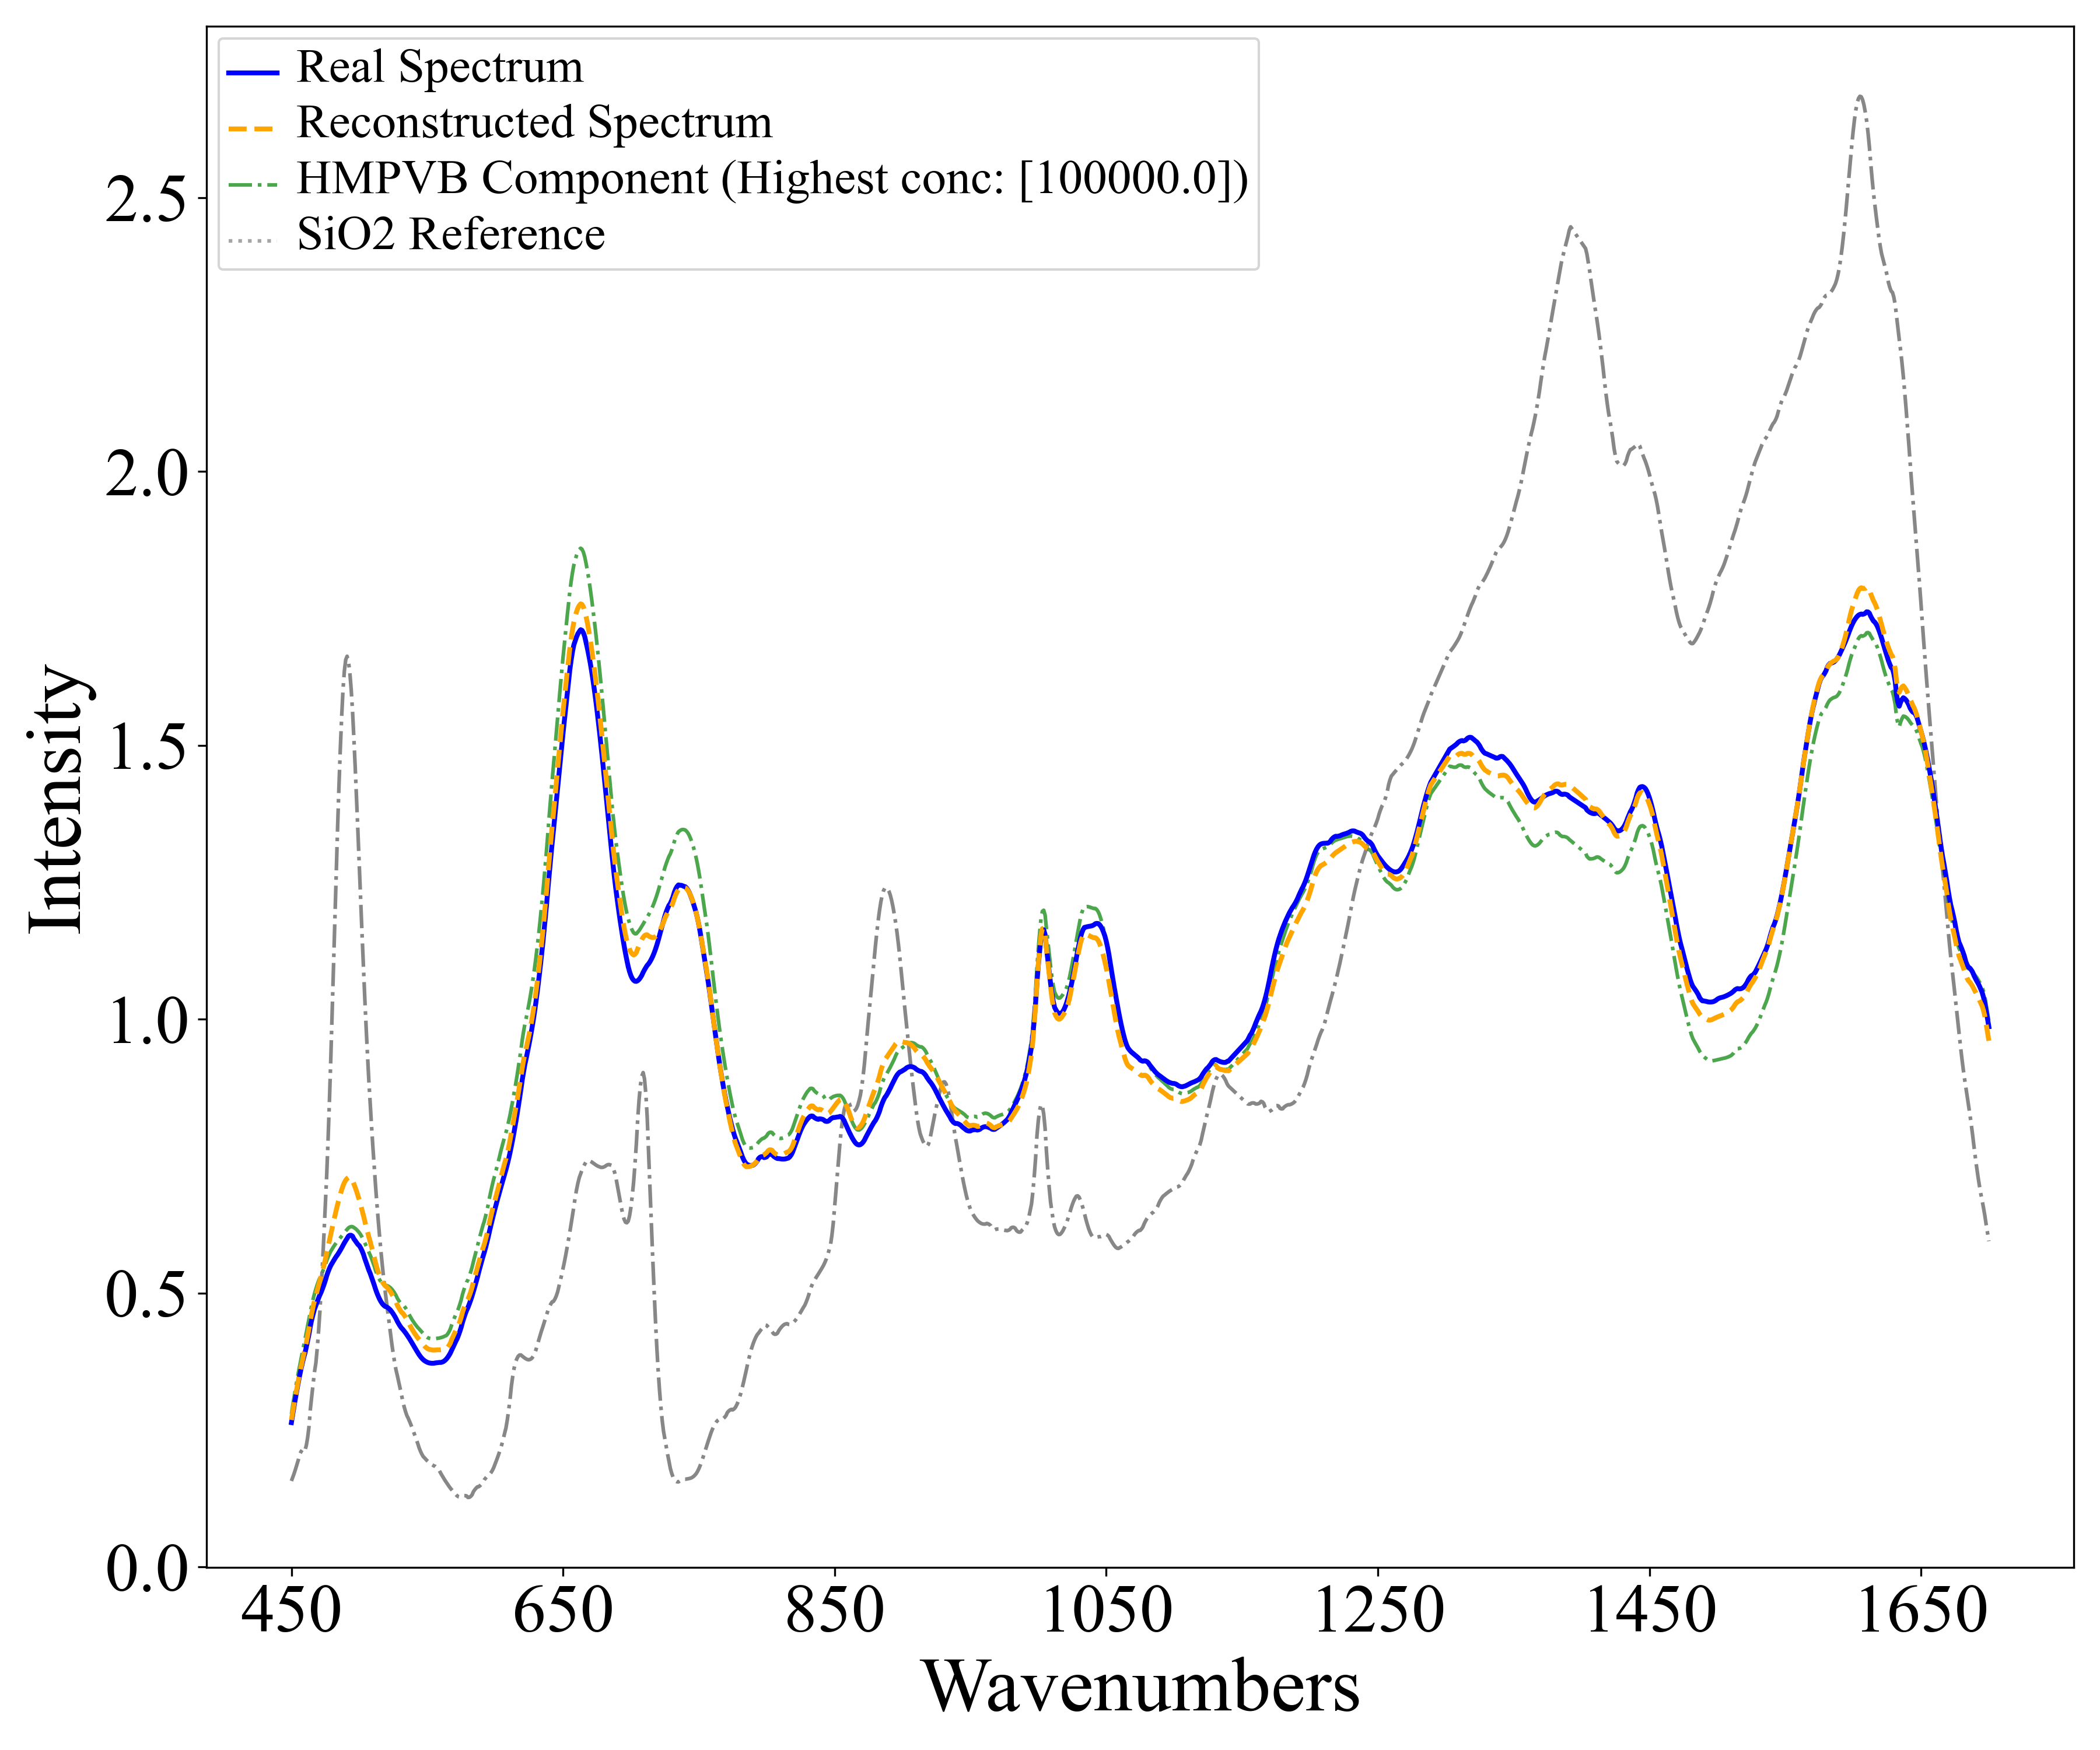 Real Spectrum
Reconstructed Spectrum
HMPVB Component (Highest conc: [100000.0])
SiO2 Reference
Intensity
2.5
2.0
1.5
1.0
0.5
0.0
450 650 850 1050 1250 1450 1650
Wavenumbers